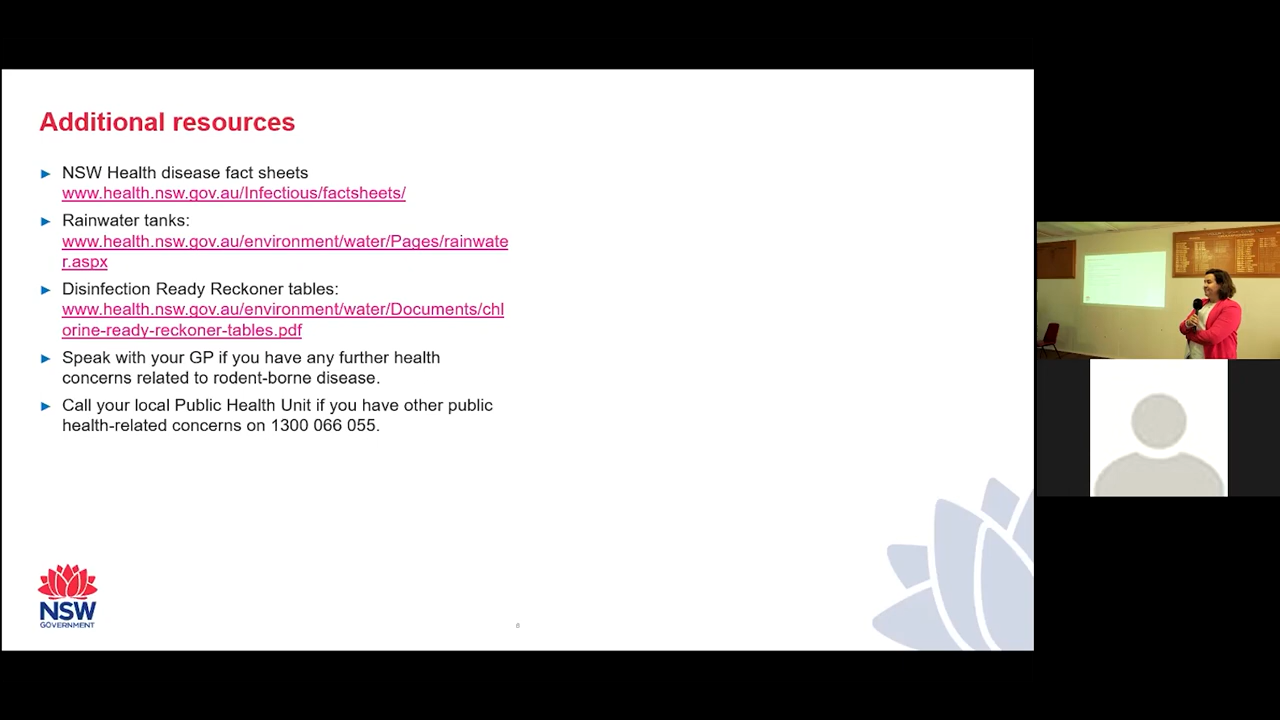 Additional resources
NSW Health disease fact sheets
www.health.nsw.gov.au/Infectious/factsheets/
Rainwater tanks:
www.health.nsw.gov.au/environment/water/Pages/rainwate
r.aspx
Disinfection Ready Reckoner tables:
www.health.nsw.gov.au/environment/water/Documents/chl
orine-ready-reckoner-tables.pdf
Speak with your GP if you have any further health
concerns related to rodent-borne disease.
Call your local Public Health Unit if you have other public
health-related concerns on 1300 066 055.
NSW
GOVERNMENT
8